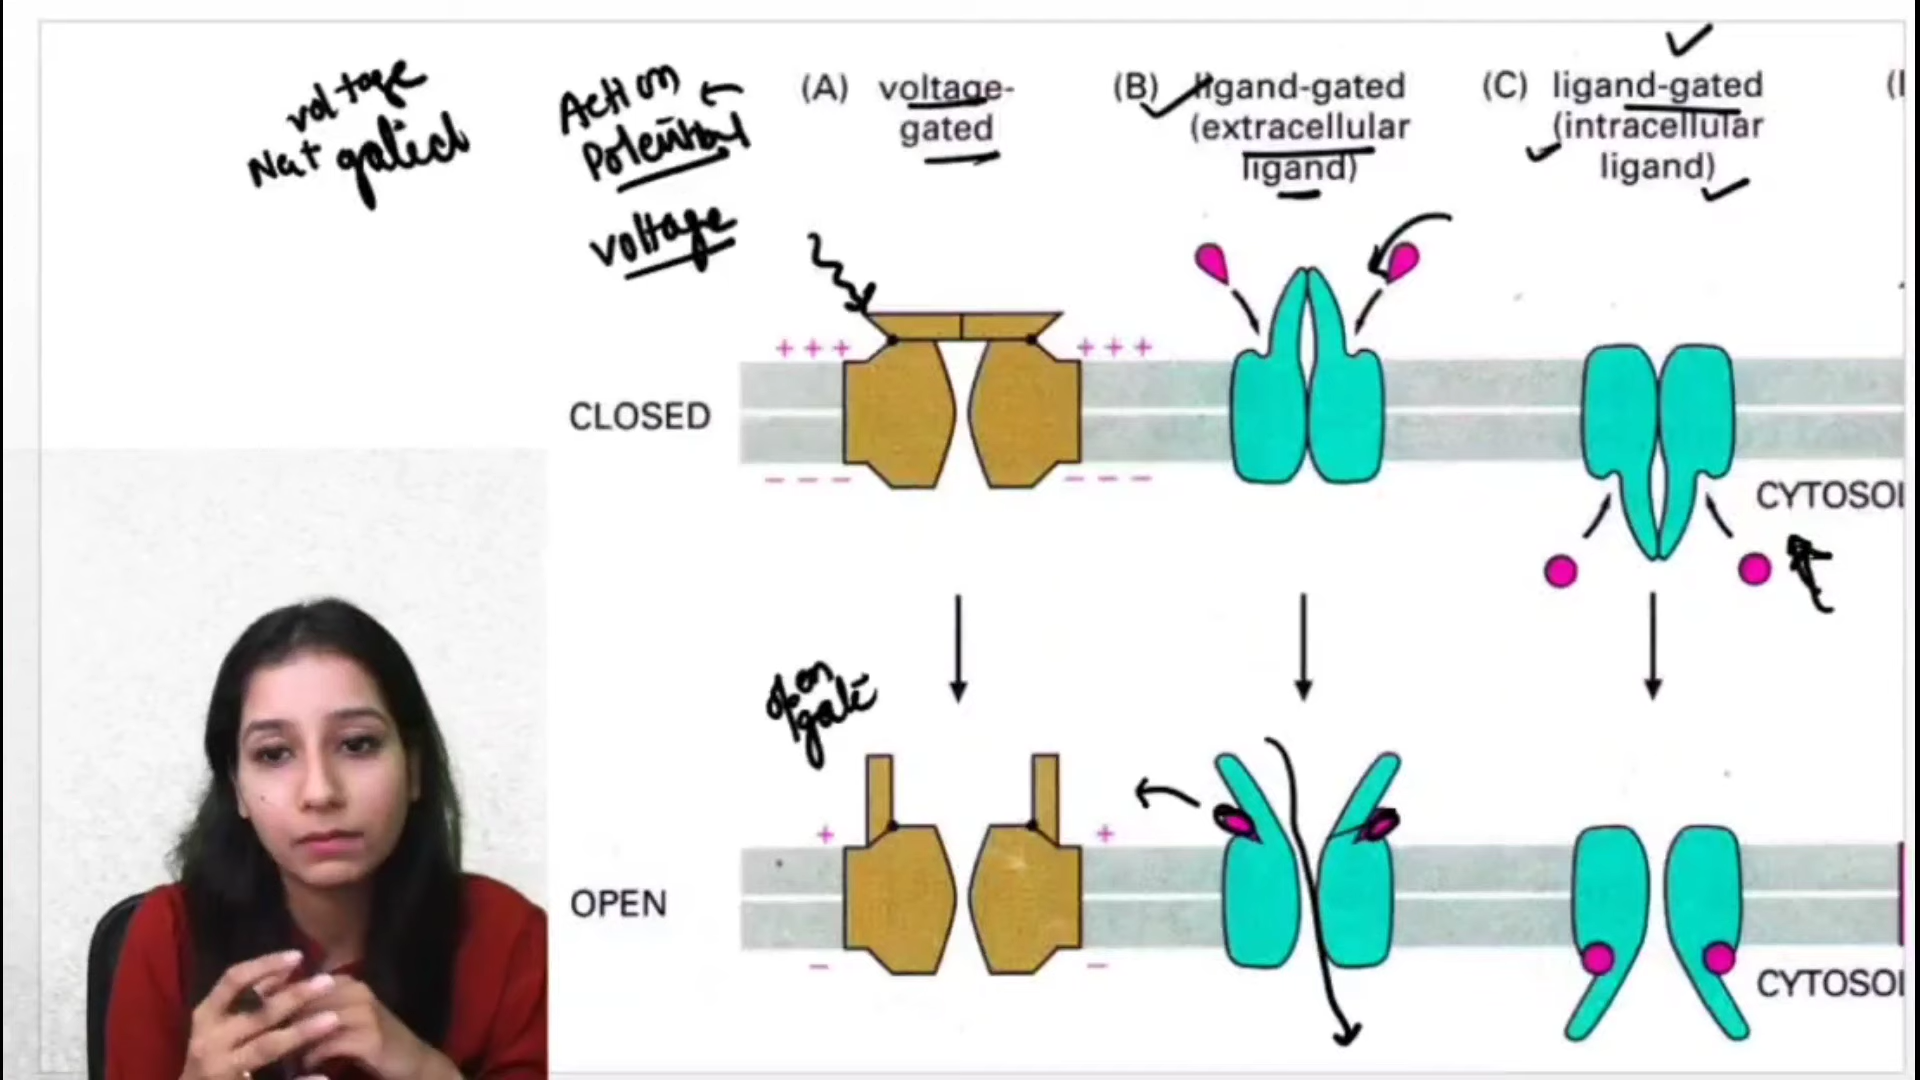 voltage
Na+ gated
Action ←
Potential
voltage
(A) voltage-
gated
(B) ligand-gated
(extracellular
ligand)
(C) ligand-gated
(intracellular
ligand)
+ + +
+ + +
CLOSED
− − −
− − −
CYTOSOL
open
gate
+
+
OPEN
−
−
CYTOSOL